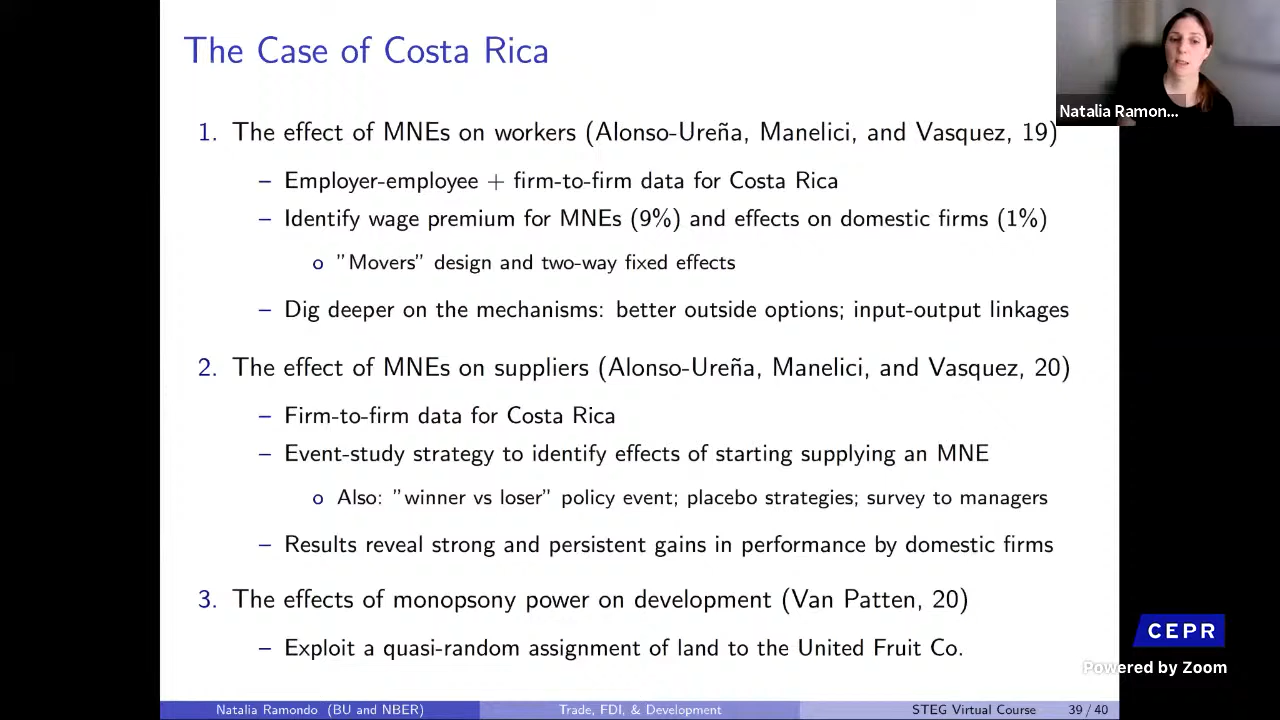 The Case of Costa Rica
Natalia Ramon...
1. The effect of MNEs on workers (Alonso-Ureña, Manelici, and Vasquez, 19)
– Employer-employee + firm-to-firm data for Costa Rica
– Identify wage premium for MNEs (9%) and effects on domestic firms (1%)
o "Movers" design and two-way fixed effects
– Dig deeper on the mechanisms: better outside options; input-output linkages
2. The effect of MNEs on suppliers (Alonso-Ureña, Manelici, and Vasquez, 20)
– Firm-to-firm data for Costa Rica
– Event-study strategy to identify effects of starting supplying an MNE
o Also: "winner vs loser" policy event; placebo strategies; survey to managers
– Results reveal strong and persistent gains in performance by domestic firms
3. The effects of monopsony power on development (Van Patten, 20)
– Exploit a quasi-random assignment of land to the United Fruit Co.
CEPR
Powered by Zoom
Natalia Ramondo (BU and NBER) Trade, FDI, & Development STEG Virtual Course 39 / 40